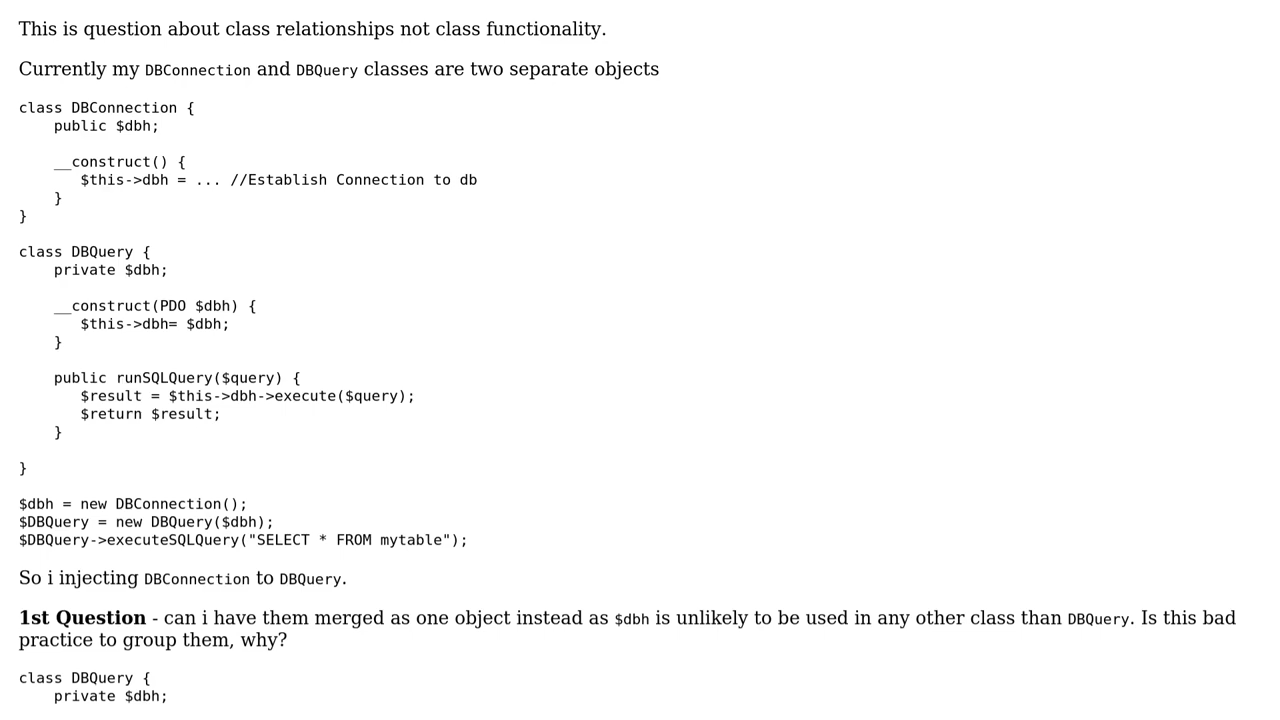 This is question about class relationships not class functionality.
Currently my DBConnection and DBQuery classes are two separate objects
class DBConnection {
    public $dbh;
    __construct() {
       $this->dbh = ... //Establish Connection to db
    }
}
class DBQuery {
    private $dbh;
    __construct(PDO $dbh) {
       $this->dbh= $dbh;
    }
    public runSQLQuery($query) {
       $result = $this->dbh->execute($query);
       $return $result;
    }
}
$dbh = new DBConnection();
$DBQuery = new DBQuery($dbh);
$DBQuery->executeSQLQuery("SELECT * FROM mytable");
So i injecting DBConnection to DBQuery.
1st Question - can i have them merged as one object instead as $dbh is unlikely to be used in any other class than DBQuery. Is this bad
practice to group them, why?
class DBQuery {
    private $dbh;